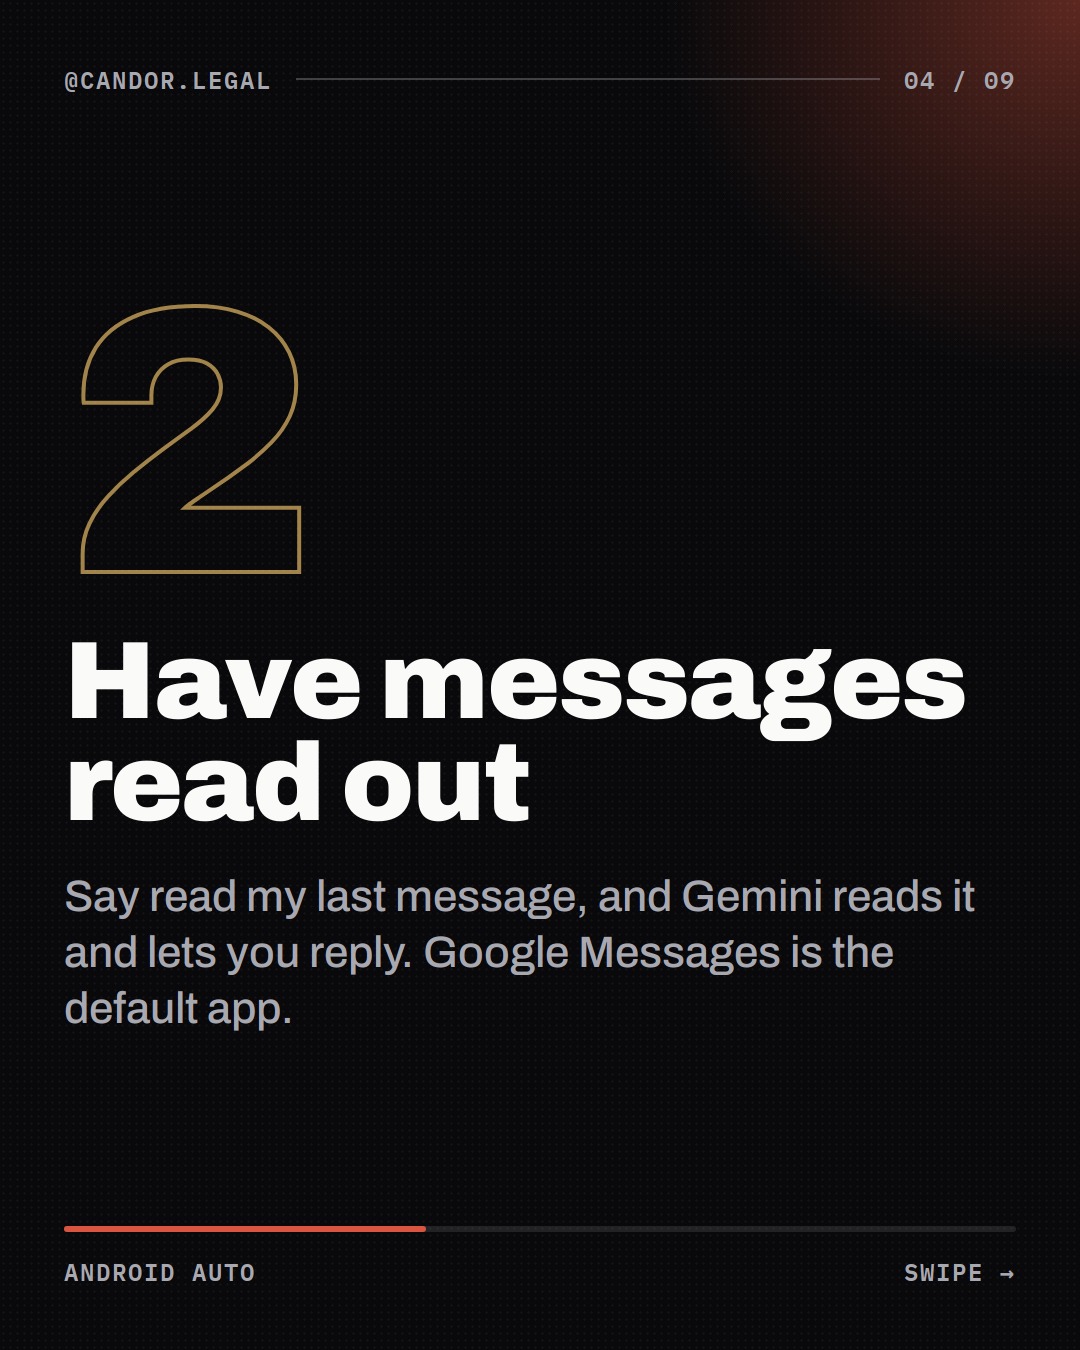 @CANDOR.LEGAL
04 / 09
2
Have messages
read out
Say read my last message, and Gemini reads it
and lets you reply. Google Messages is the
default app.
ANDROID AUTO
SWIPE →